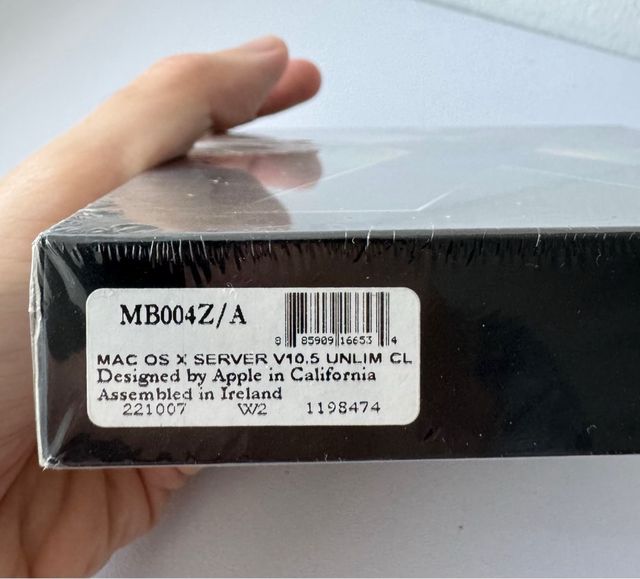 MB004Z/A
8 85909 16653 4
MAC OS X SERVER V10.5 UNLIM CL
Designed by Apple in California
Assembled in Ireland
221007 W2 1198474